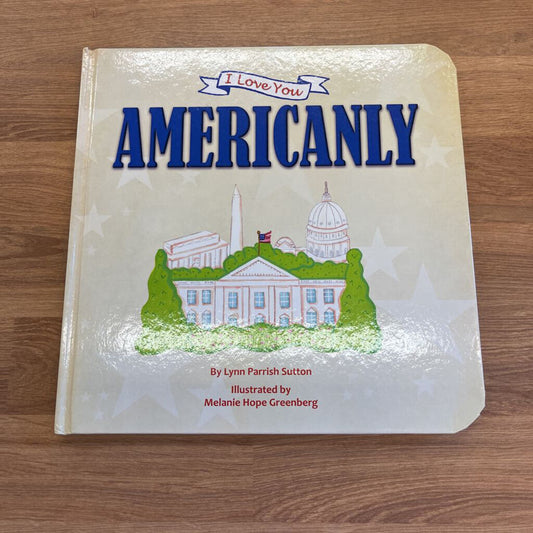 I Love You
AMERICANLY
By Lynn Parrish Sutton
Illustrated by
Melanie Hope Greenberg